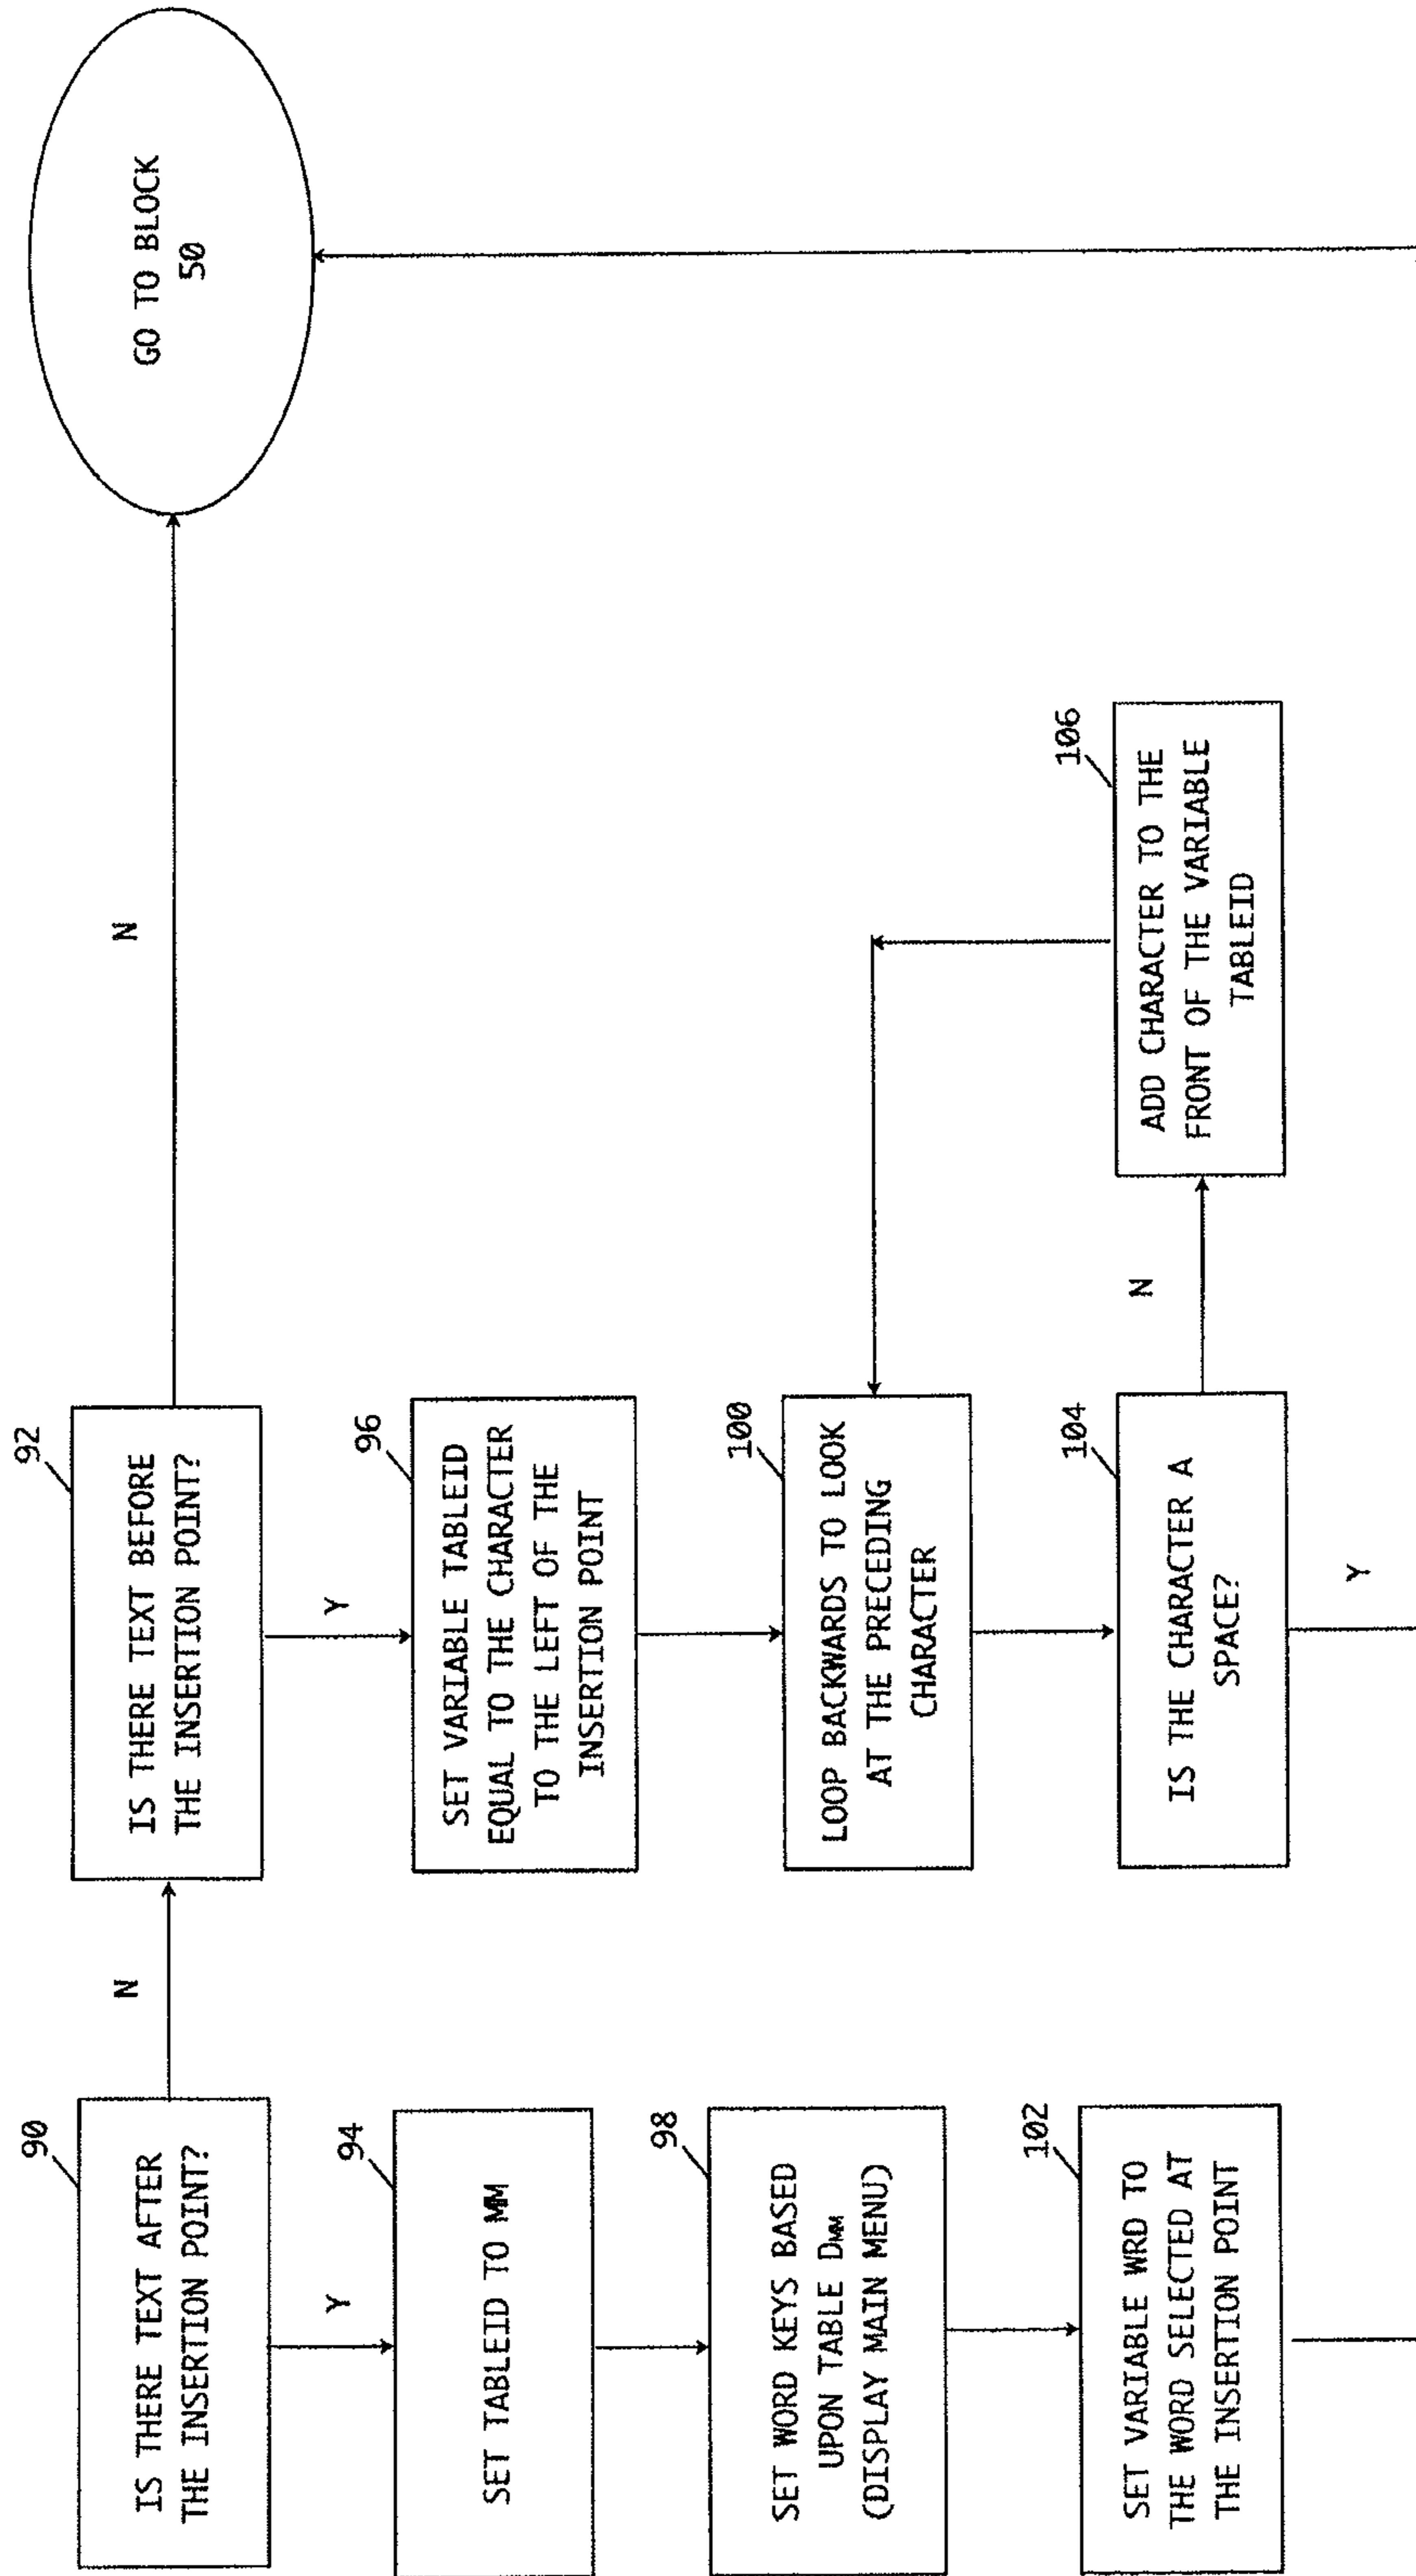 90
IS THERE TEXT AFTER
THE INSERTION POINT?
N
Y
92
IS THERE TEXT BEFORE
THE INSERTION POINT?
N
Y
GO TO BLOCK
50
94
SET TABLEID TO MM
96
SET VARIABLE TABLEID
EQUAL TO THE CHARACTER
TO THE LEFT OF THE
INSERTION POINT
98
SET WORD KEYS BASED
UPON TABLE DMM
(DISPLAY MAIN MENU)
100
LOOP BACKWARDS TO LOOK
AT THE PRECEDING
CHARACTER
102
SET VARIABLE WRD TO
THE WORD SELECTED AT
THE INSERTION POINT
104
IS THE CHARACTER A
SPACE?
N
Y
106
ADD CHARACTER TO THE
FRONT OF THE VARIABLE
TABLEID